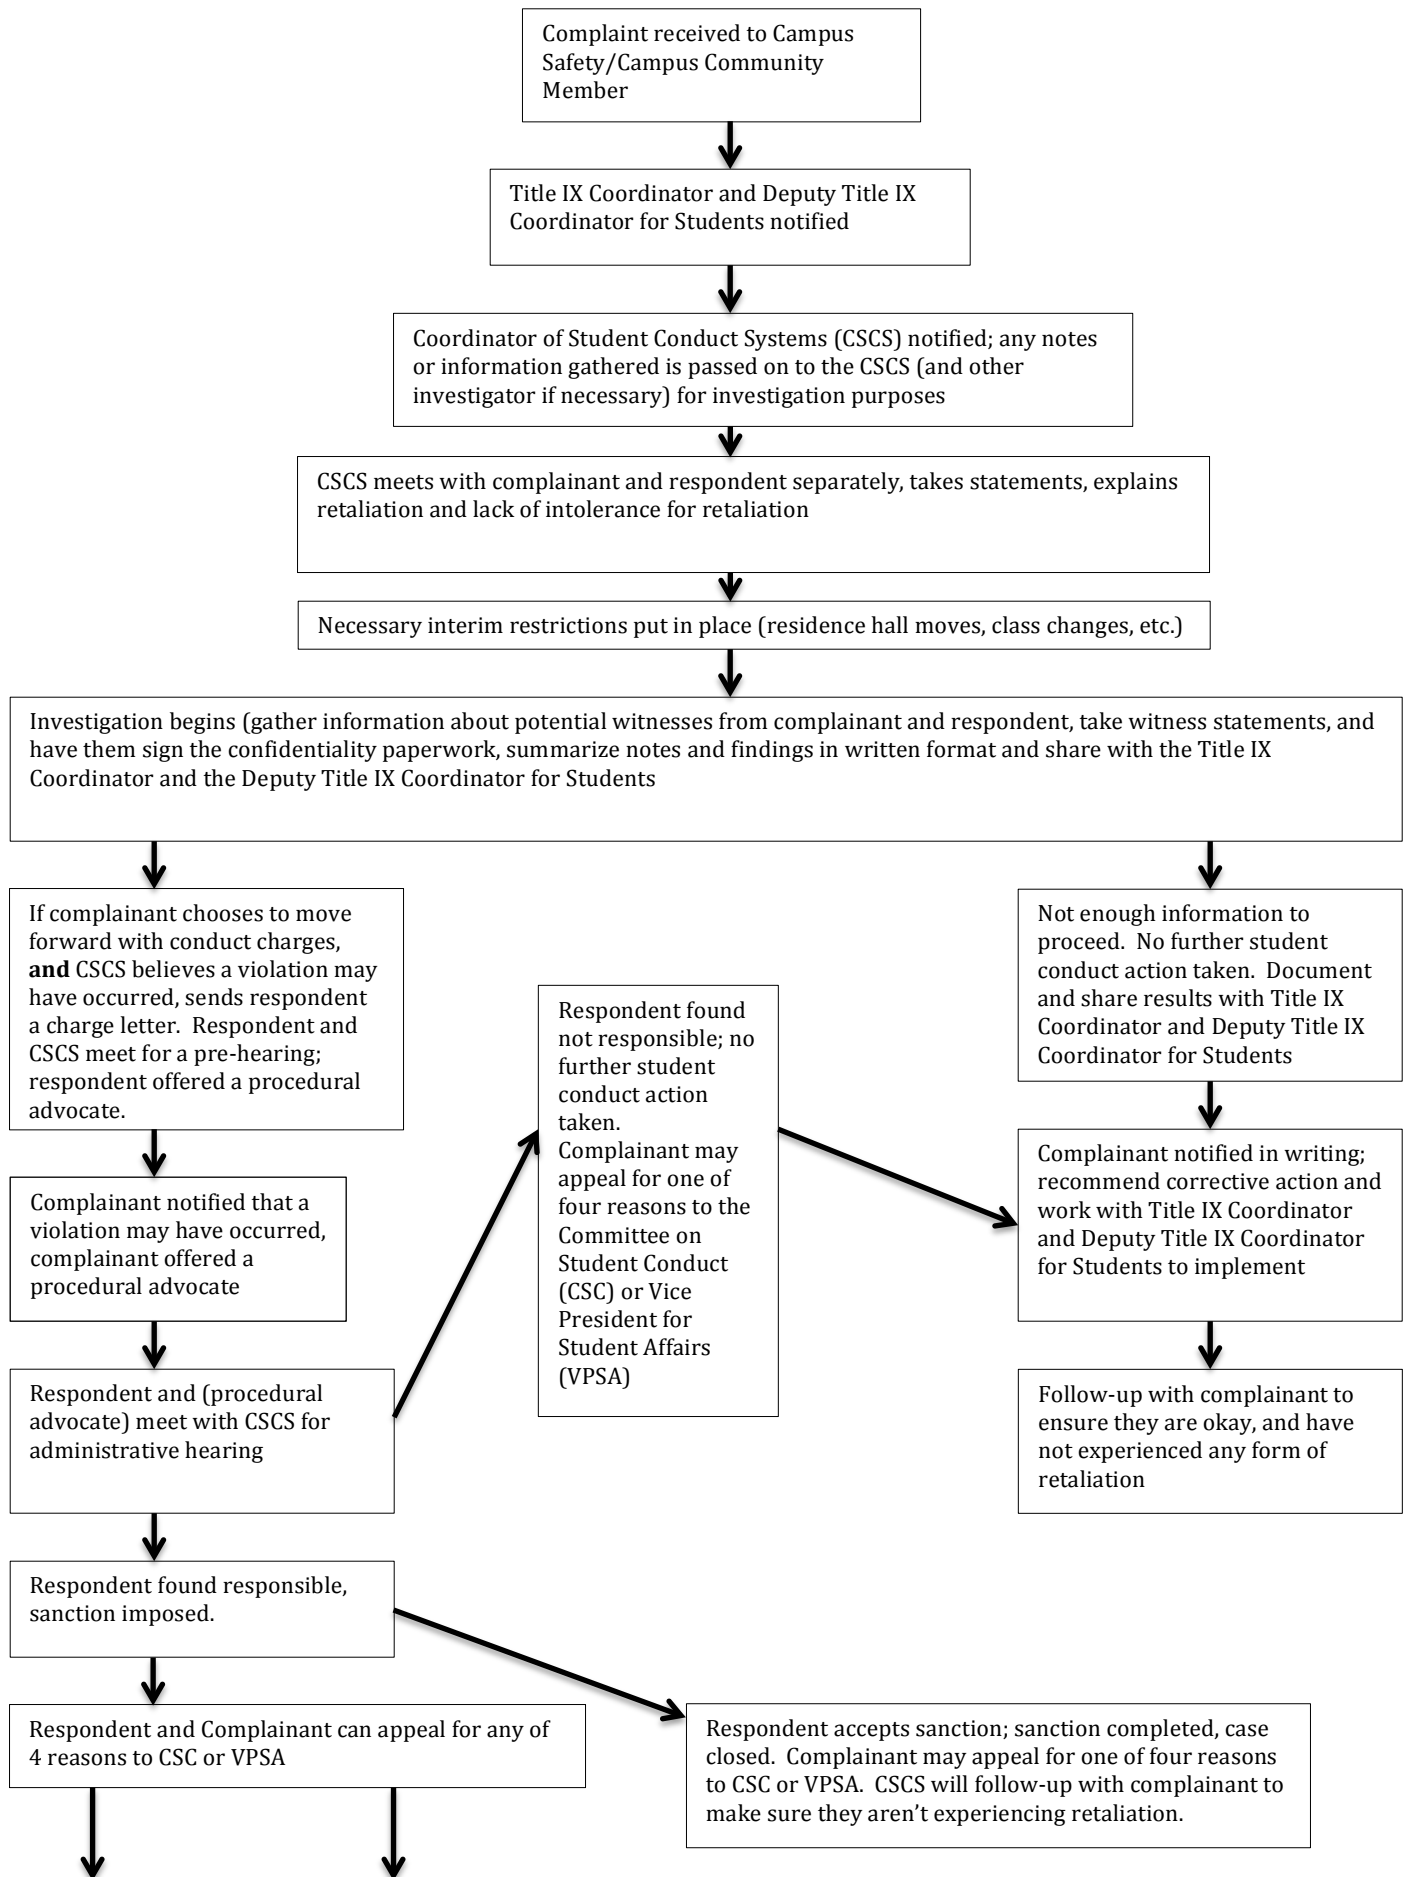 Complaint received to Campus
Safety/Campus Community
Member
Title IX Coordinator and Deputy Title IX
Coordinator for Students notified
Coordinator of Student Conduct Systems (CSCS) notified; any notes
or information gathered is passed on to the CSCS (and other
investigator if necessary) for investigation purposes
CSCS meets with complainant and respondent separately, takes statements, explains
retaliation and lack of intolerance for retaliation
Necessary interim restrictions put in place (residence hall moves, class changes, etc.)
Investigation begins (gather information about potential witnesses from complainant and respondent, take witness statements, and
have them sign the confidentiality paperwork, summarize notes and findings in written format and share with the Title IX
Coordinator and the Deputy Title IX Coordinator for Students
If complainant chooses to move
forward with conduct charges,
and CSCS believes a violation may
have occurred, sends respondent
a charge letter.  Respondent and
CSCS meet for a pre-hearing;
respondent offered a procedural
advocate.
Complainant notified that a
violation may have occurred,
complainant offered a
procedural advocate
Respondent and (procedural
advocate) meet with CSCS for
administrative hearing
Respondent found
not responsible; no
further student
conduct action
taken.
Complainant may
appeal for one of
four reasons to the
Committee on
Student Conduct
(CSC) or Vice
President for
Student Affairs
(VPSA)
Not enough information to
proceed.  No further student
conduct action taken.  Document
and share results with Title IX
Coordinator and Deputy Title IX
Coordinator for Students
Complainant notified in writing;
recommend corrective action and
work with Title IX Coordinator
and Deputy Title IX Coordinator
for Students to implement
Follow-up with complainant to
ensure they are okay, and have
not experienced any form of
retaliation
Respondent found responsible,
sanction imposed.
Respondent and Complainant can appeal for any of
4 reasons to CSC or VPSA
Respondent accepts sanction; sanction completed, case
closed.  Complainant may appeal for one of four reasons
to CSC or VPSA.  CSCS will follow-up with complainant to
make sure they aren't experiencing retaliation.